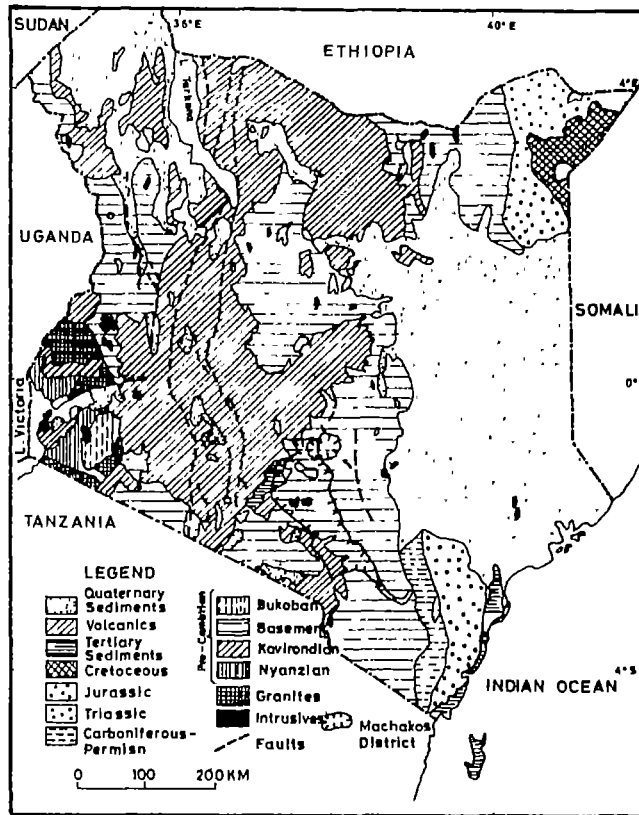 SUDAN
36°E
40°E
ETHIOPIA
4°
Turkana
UGANDA
SOMALI
0°
L. Victoria
TANZANIA
LEGEND
Quaternary
Sediments
Volcanics
Tertiary
Sediments
Cretoceous
Jurassic
Triassic
Carboniferous-
Permisn
Pre-Cambrian
Bukoban
Basement
Kavirondian
Nyanzian
Granites
Intrusives
Faults
Machakos
District
4°S
INDIAN OCEAN
0 100 200 KM